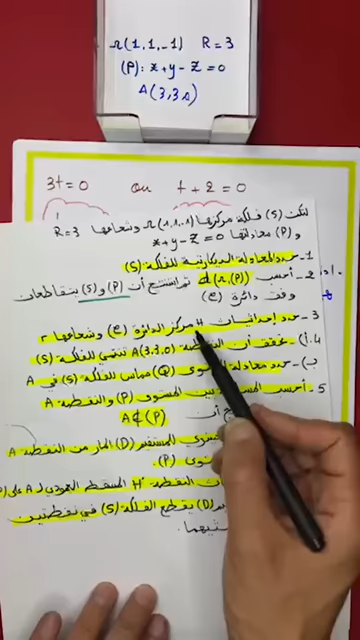 Ω(1,1,-1) R=3
(P): x+y-Z=0
A(3,3,0)
3t=0 ou t+2=0
لتكن (S) فلكة مركزها Ω(1,1,-1) وشعاعها R=3
و (P) معادلتها x+y-Z=0
1- حدد المعادلة الديكارتية للفلكة (S)
2- أحسب d(Ω,(P)) ثم استنتج أن (P) و (S) يتقاطعان
وفق دائرة (C)
3- حدد إحداثيات H مركز الدائرة (C) وشعاعها r
4.أ) تحقق أن النقطة A(3,3,0) تنتمي للفلكة (S)
ب) حدد معادلة (Q) مماس للفلكة (S) في A
5. أحسب بين المستوى (P) والنقطة A
أن A∉(P)
المستقيم (D) المار من النقطة A
(P).
النقطة H' المسقط العمودي لـ A على
(D) يقطع الفلكة (S) في نقطتين